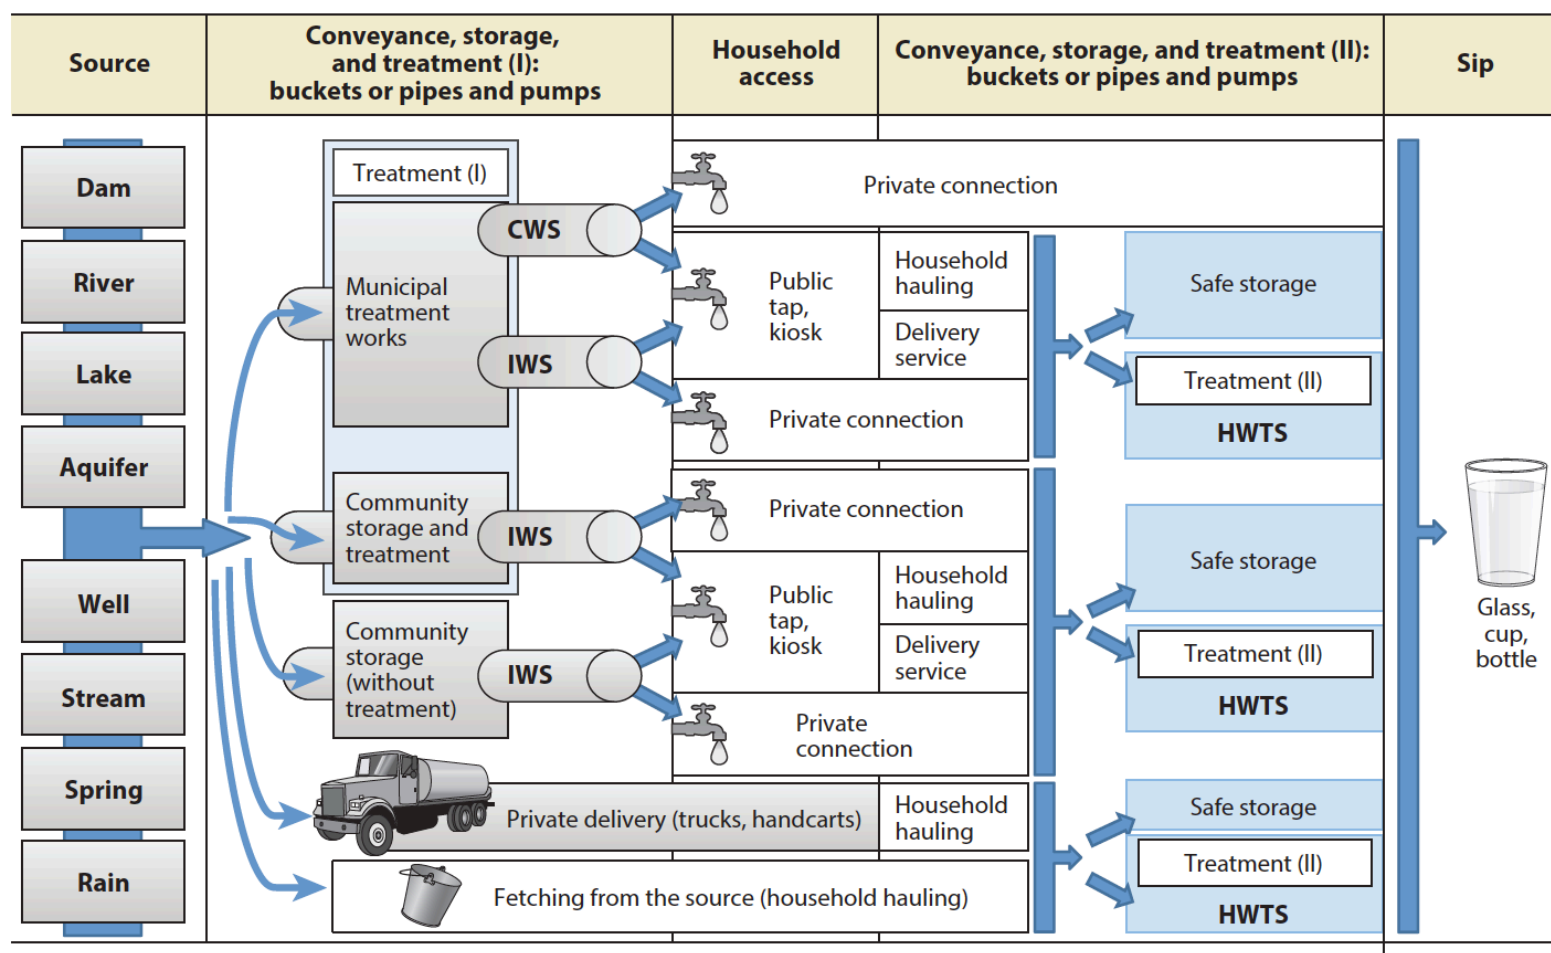 Source
Conveyance, storage,
and treatment (I):
buckets or pipes and pumps
Household
access
Conveyance, storage, and treatment (II):
buckets or pipes and pumps
Sip
Dam
River
Lake
Aquifer
Well
Stream
Spring
Rain
Treatment (I)
Municipal
treatment
works
CWS
IWS
Community
storage and
treatment
IWS
Community
storage
(without
treatment)
IWS
Private delivery (trucks, handcarts)
Fetching from the source (household hauling)
Private connection
Public
tap,
kiosk
Household
hauling
Delivery
service
Private connection
Private connection
Public
tap,
kiosk
Household
hauling
Delivery
service
Private
connection
Household
hauling
Safe storage
Treatment (II)
HWTS
Safe storage
Treatment (II)
HWTS
Safe storage
Treatment (II)
HWTS
Glass,
cup,
bottle